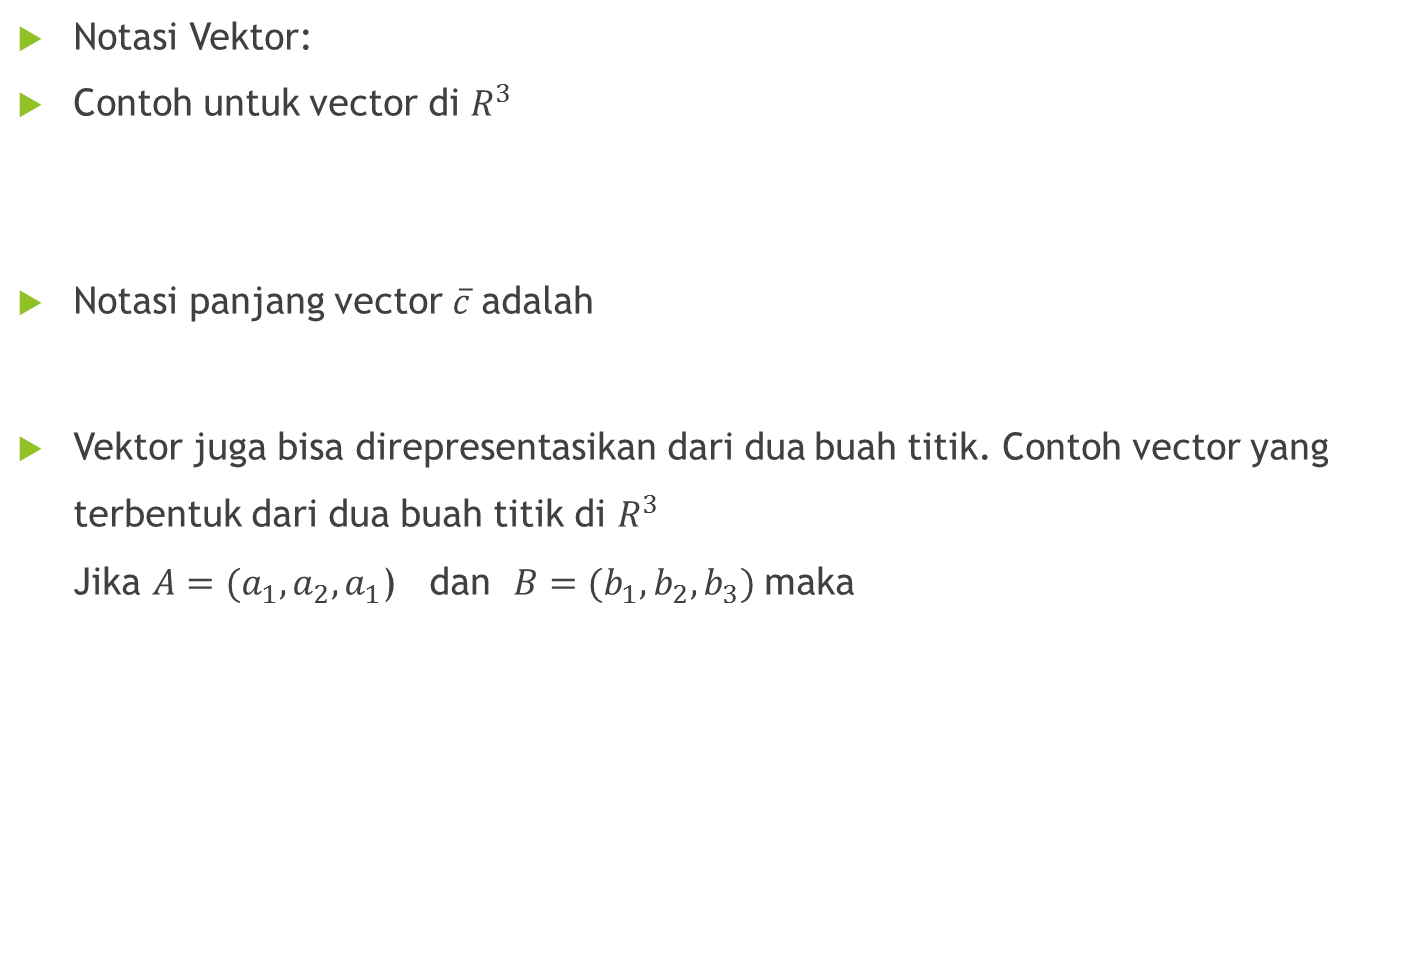 Notasi Vektor:
Contoh untuk vector di R³
Notasi panjang vector c̄ adalah
Vektor juga bisa direpresentasikan dari dua buah titik. Contoh vector yang
terbentuk dari dua buah titik di R³
Jika A = (a₁, a₂, a₁) dan B = (b₁, b₂, b₃) maka